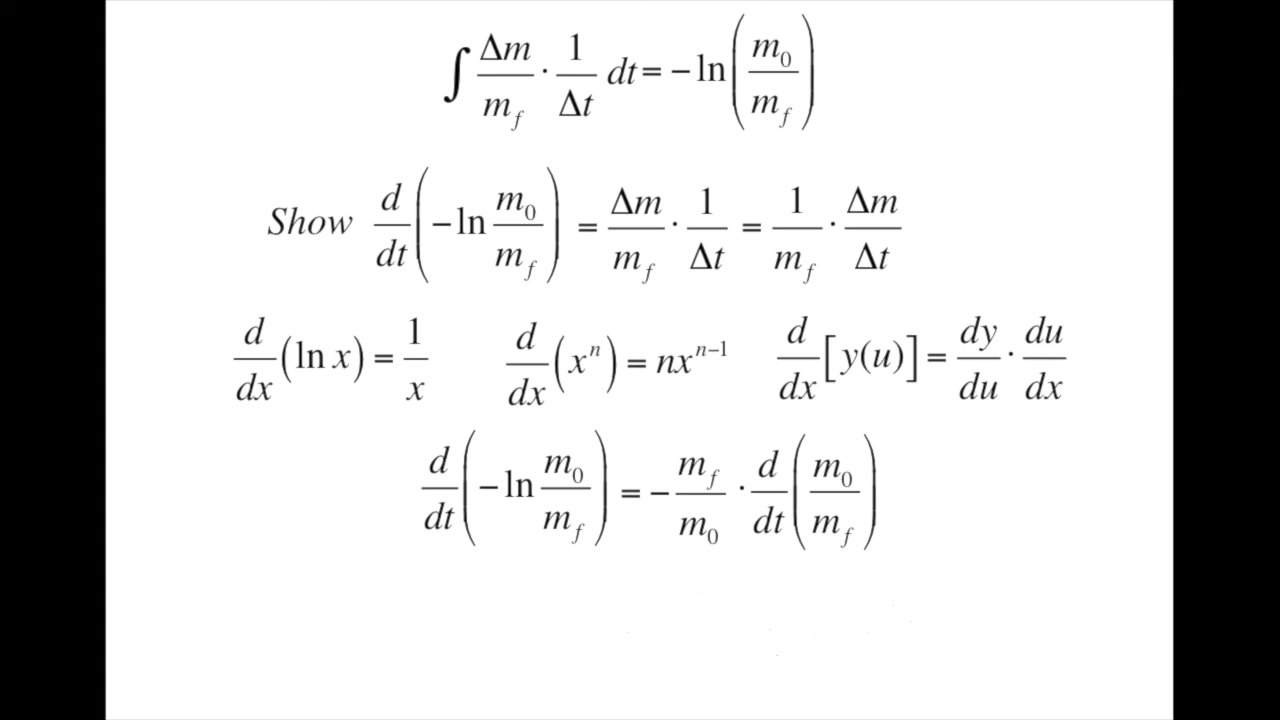 ∫ Δm/m_f · 1/Δt dt = −ln(m_0/m_f)
Show d/dt(−ln m_0/m_f) = Δm/m_f · 1/Δt = 1/m_f · Δm/Δt
d/dx(ln x) = 1/x d/dx(x^n) = nx^(n−1) d/dx[y(u)] = dy/du · du/dx
d/dt(−ln m_0/m_f) = −m_f/m_0 · d/dt(m_0/m_f)